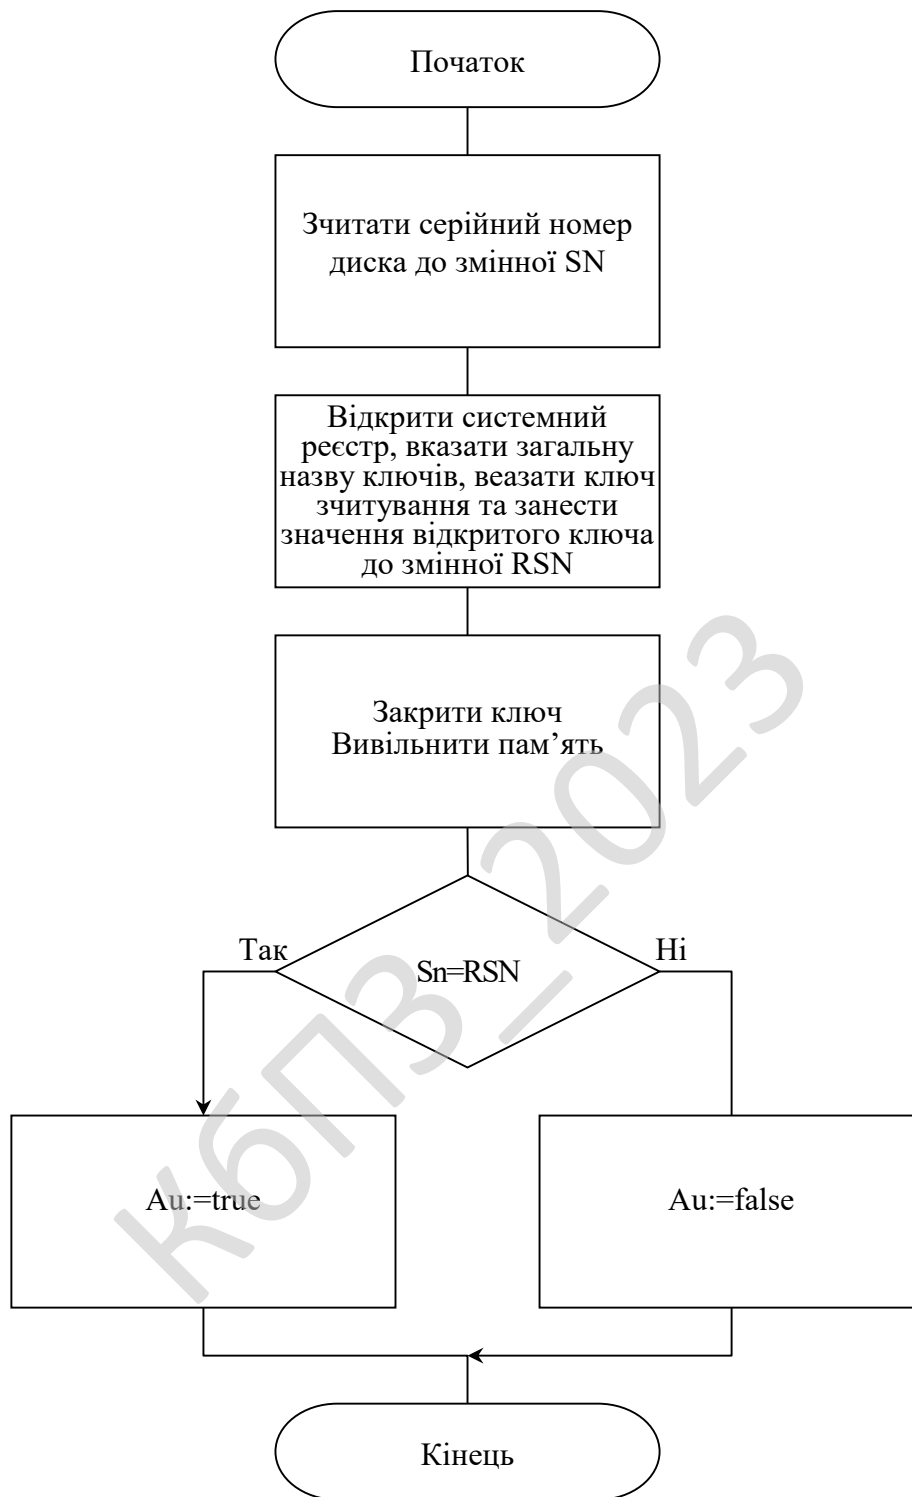 Початок
Зчитати серійний номер
диска до змінної SN
Відкрити системний
реєстр, вказати загальну
назву ключів, веазати ключ
зчитування та занести
значення відкритого ключа
до змінної RSN
Закрити ключ
Вивільнити пам’ять
Так
Ні
Sn=RSN
Au:=true
Au:=false
Кінець
КбПЗ_2023